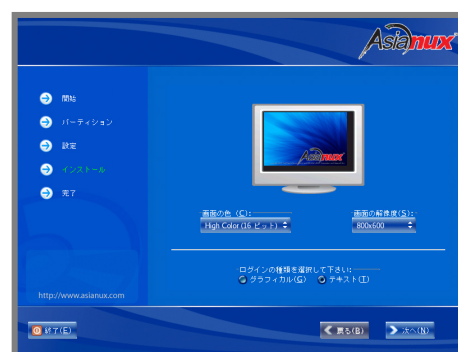 Asianux
開始
パーティション
設定
インストール
完了
Asianux
画面の色 (C):
画面の解像度(S):
High Color (16 ビット)
800x600
ログインの種類を選択して下さい:
グラフィカル(G) テキスト(T)
http://www.asianux.com
終了(E)
戻る(B)
次へ(N)